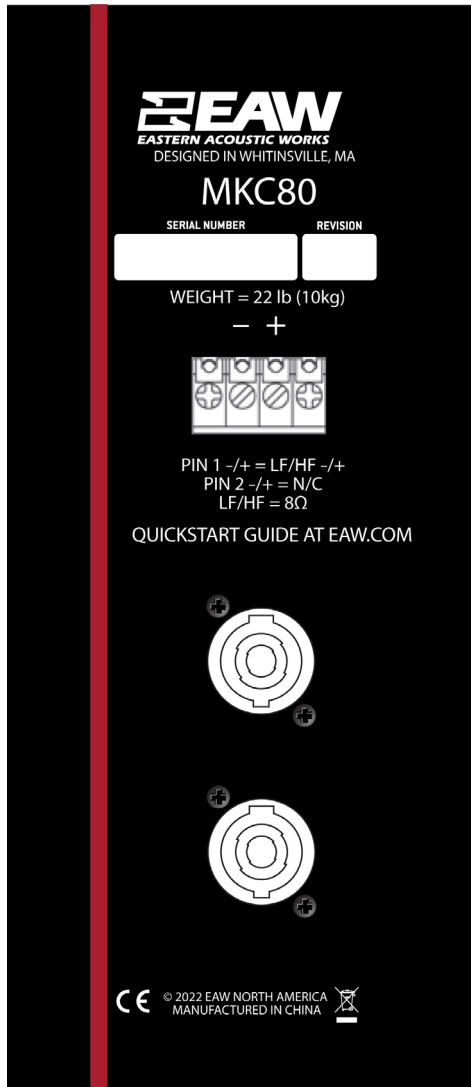 EAW
EASTERN ACOUSTIC WORKS
DESIGNED IN WHITINSVILLE, MA
MKC80
SERIAL NUMBER REVISION
WEIGHT = 22 lb (10kg)
− +
PIN 1 -/+ = LF/HF -/+
PIN 2 -/+ = N/C
LF/HF = 8Ω
QUICKSTART GUIDE AT EAW.COM
CE © 2022 EAW NORTH AMERICA
MANUFACTURED IN CHINA